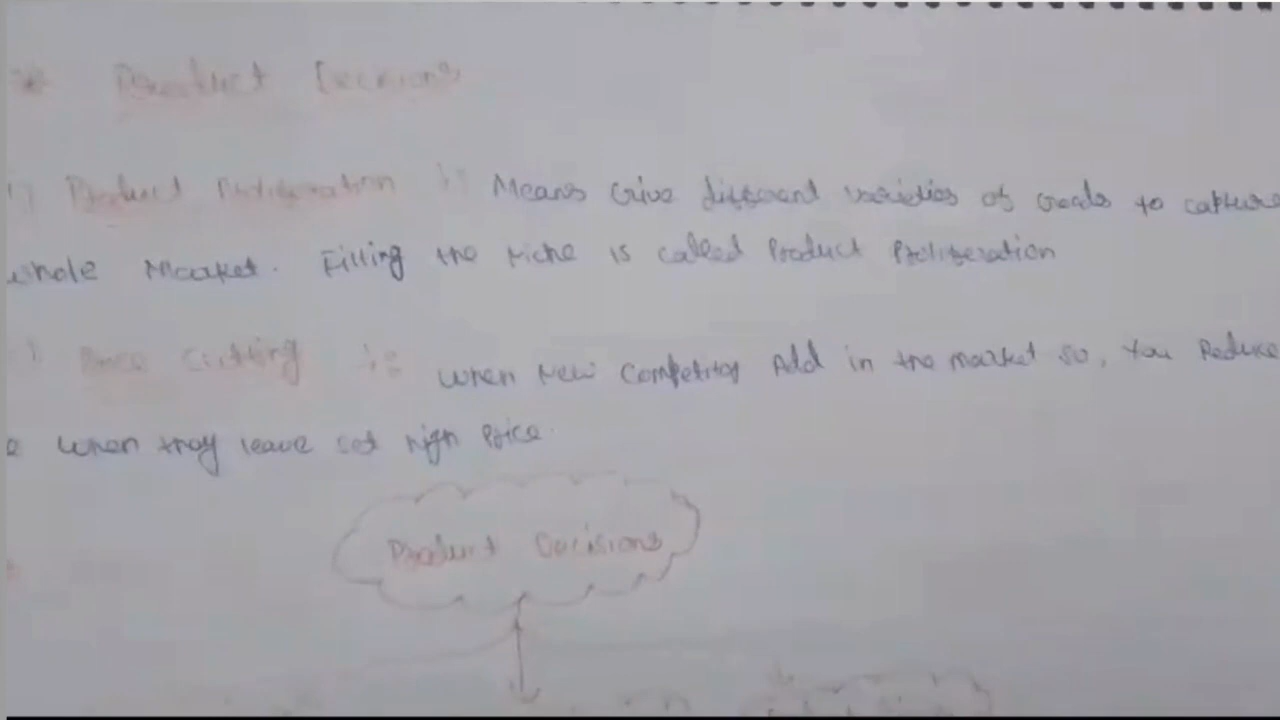 * Product Decisions
1) Product Proliferation :- Means Give different varieties of Goods to capture
whole Market. Filling the Niche is called Product Proliferation
) Price Cutting :- when New Competitor Add in the market so, You Reduce
e when they leave set high Price.
Product Decisions